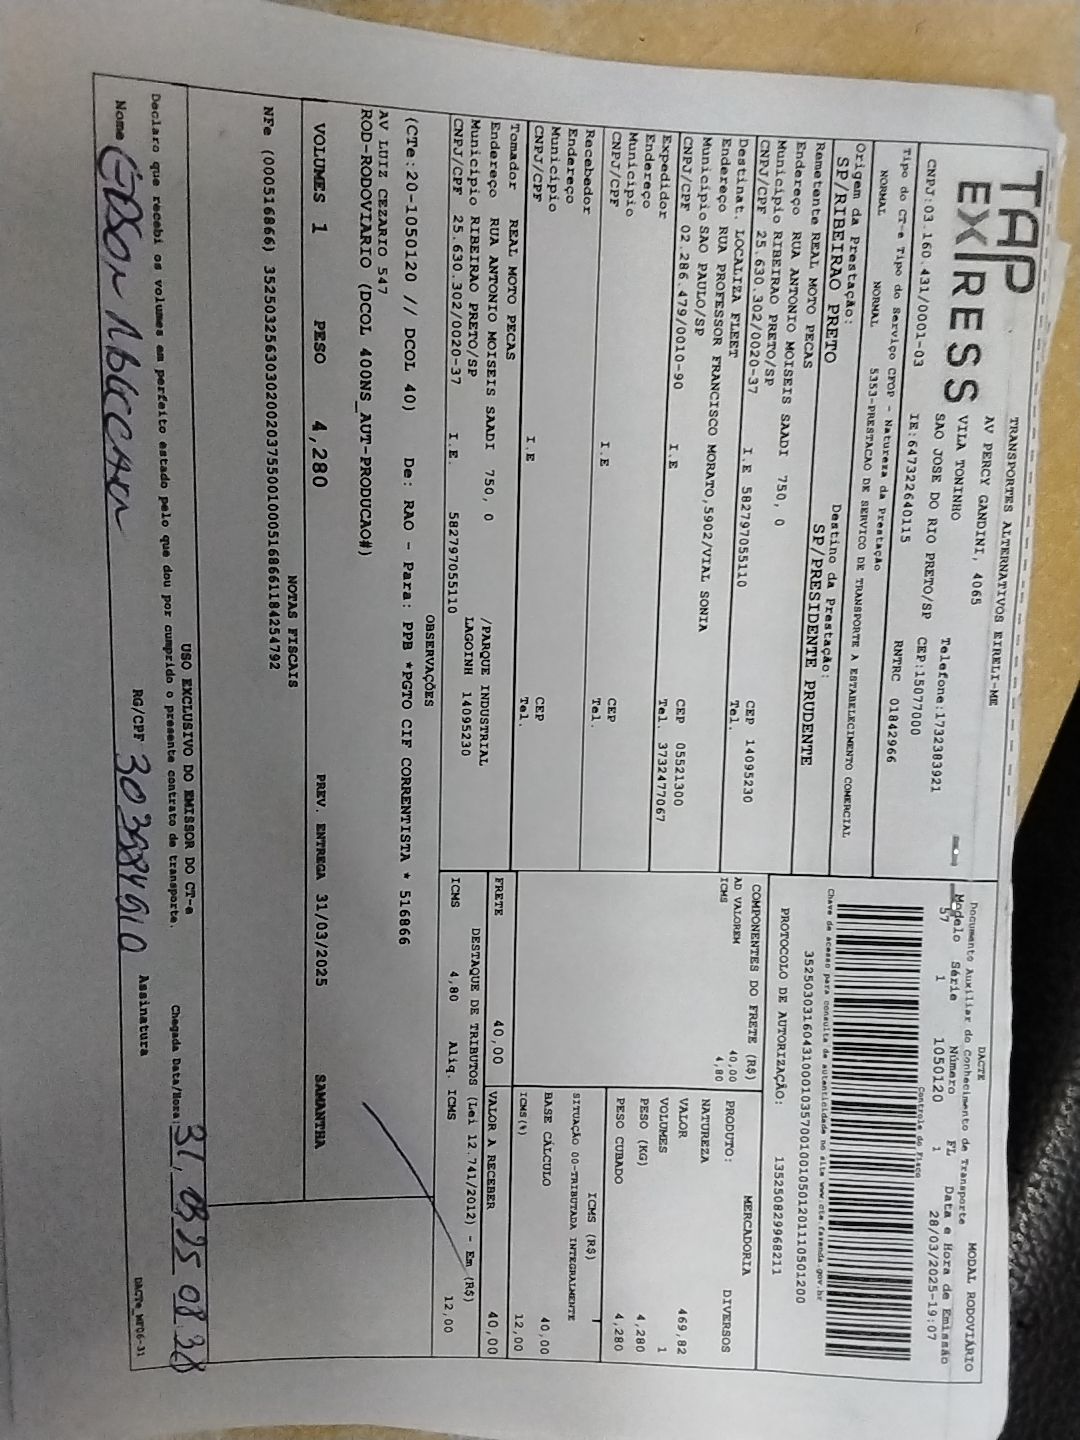 TAP EXPRESS
TRANSPORTES ALTERNATIVOS EIRELI-ME
AV PERCY GANDINI, 4065
VILA TONINHO
SAO JOSE DO RIO PRETO/SP
Telefone:1732383921
CEP:15077000
CNPJ:03.160.431/0001-03
IE:647322640115
RNTRC 01842966
DACTE
MODAL RODOVIÁRIO
Documento Auxiliar do Conhecimento de Transporte
Modelo Série Número FL Data e Hora de Emissão
57 1 1050120 1 28/03/2025-19:07
Controle do Fisco
Chave de acesso para consulta de autenticidade no site www.cte.fazenda.gov.br
35250303160431000103570010010501201110501200
PROTOCOLO DE AUTORIZAÇÃO: 135250829968211
Tipo do CT-e Tipo do Serviço CFOP - Natureza da Prestação
NORMAL NORMAL 5353-PRESTACAO DE SERVICO DE TRANSPORTE A ESTABELECIMENTO COMERCIAL
Origem da Prestação: Destino da Prestação:
SP/RIBEIRAO PRETO SP/PRESIDENTE PRUDENTE
Remetente REAL MOTO PECAS
Endereço RUA ANTONIO MOISEIS SAADI 750, 0
Município RIBEIRAO PRETO/SP CEP 14095230
CNPJ/CPF 25.630.302/0020-37 I.E 582797055110 Tel.
Destinat. LOCALIZA FLEET
Endereço RUA PROFESSOR FRANCISCO MORATO,5902/VIAL SONIA
Município SAO PAULO/SP CEP 05521300
CNPJ/CPF 02.286.479/0010-90 I.E Tel. 3732477067
Expedidor
Endereço
Município CEP
CNPJ/CPF I.E Tel.
Recebedor
Endereço
Município CEP
CNPJ/CPF I.E Tel.
Tomador REAL MOTO PECAS
Endereço RUA ANTONIO MOISEIS SAADI 750, 0 /PARQUE INDUSTRIAL
Município RIBEIRAO PRETO/SP LAGOINH 14095230
CNPJ/CPF 25.630.302/0020-37 I.E. 582797055110
COMPONENTES DO FRETE (R$)
AD VALOREM 40,00
ICMS 4,80
MERCADORIA
PRODUTO: DIVERSOS
NATUREZA
VALOR 469,82
VOLUMES 1
PESO (KG) 4,280
PESO CUBADO 4,280
ICMS (R$)
SITUAÇÃO 00-TRIBUTADA INTEGRALMENTE
BASE CÁLCULO 40,00
ICMS(%) 12,00
FRETE 40,00 VALOR A RECEBER 40,00
DESTAQUE DE TRIBUTOS (Lei 12.741/2012) - Em (R$)
ICMS 4,80 Aliq. ICMS 12,00
OBSERVAÇÕES
(CTe:20-1050120 // DCOL 40) De: RAO - Para: PPB *PGTO CIF CORRENTISTA * 516866
AV LUIZ CEZARIO 547
ROD-RODOVIARIO (DCOL 400NS_AUT-PRODUCAO#)
VOLUMES 1 PESO 4,280 PREV. ENTREGA 31/03/2025 SAMANTHA
NOTAS FISCAIS
NFe (000516866) 35250325630302002037550010005168661184254792
USO EXCLUSIVO DO EMISSOR DO CT-e
Declaro que recebi os volumes em perfeito estado pelo que dou por cumprido o presente contrato de transporte.
Chegada Data/Hora: 31, 03 25 08 38
Nome RG/CPF Assinatura
DACTe_MF06-31